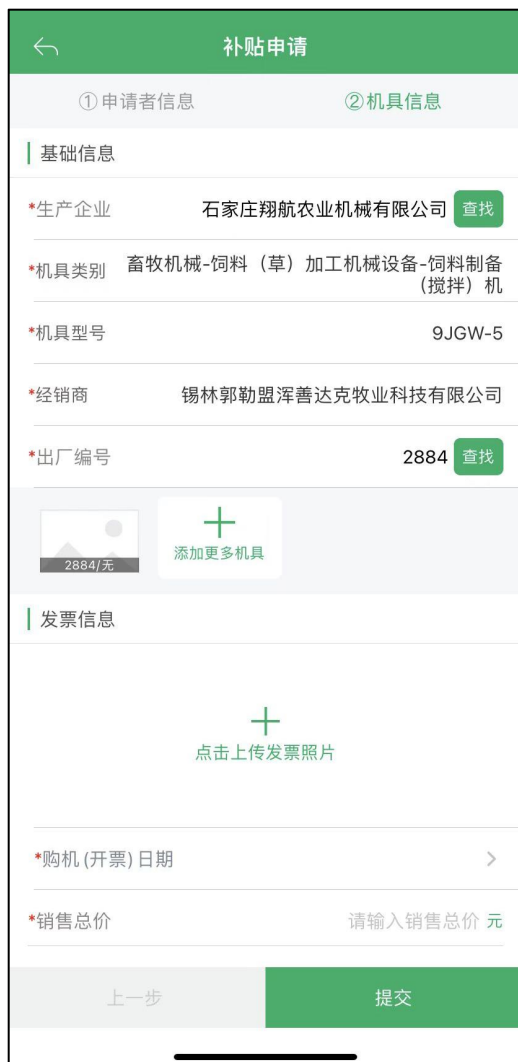 补贴申请
①申请者信息 ②机具信息
基础信息
*生产企业 石家庄翔航农业机械有限公司 查找
*机具类别 畜牧机械-饲料（草）加工机械设备-饲料制备
（搅拌）机
*机具型号 9JGW-5
*经销商 锡林郭勒盟浑善达克牧业科技有限公司
*出厂编号 2884 查找
2884/无
添加更多机具
发票信息
点击上传发票照片
*购机(开票)日期
*销售总价 请输入销售总价 元
上一步 提交